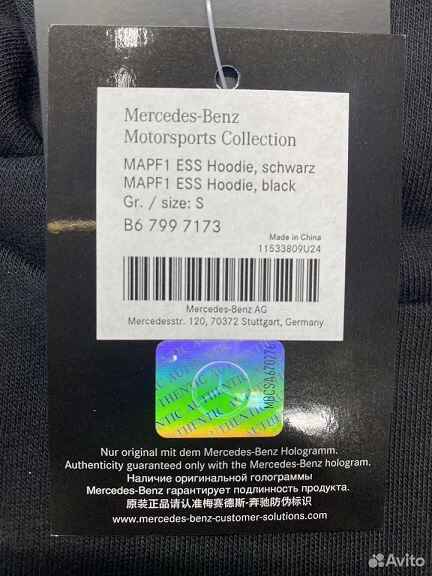 Mercedes-Benz
Motorsports Collection
MAPF1 ESS Hoodie, schwarz
MAPF1 ESS Hoodie, black
Gr. / size: S
B6 799 7173
Made in China
11533809U24
Mercedes-Benz AG
Mercedesstr. 120, 70372 Stuttgart, Germany
AUTHENTIC AUTHENTIC
Nur original mit dem Mercedes-Benz Hologramm.
Authenticity guaranteed only with the Mercedes-Benz hologram.
Наличие оригинальной голограммы
Mercedes-Benz гарантирует подлинность продукта.
原装正品请认准梅赛德斯-奔驰防伪标识
www.mercedes-benz-customer-solutions.com
Avito